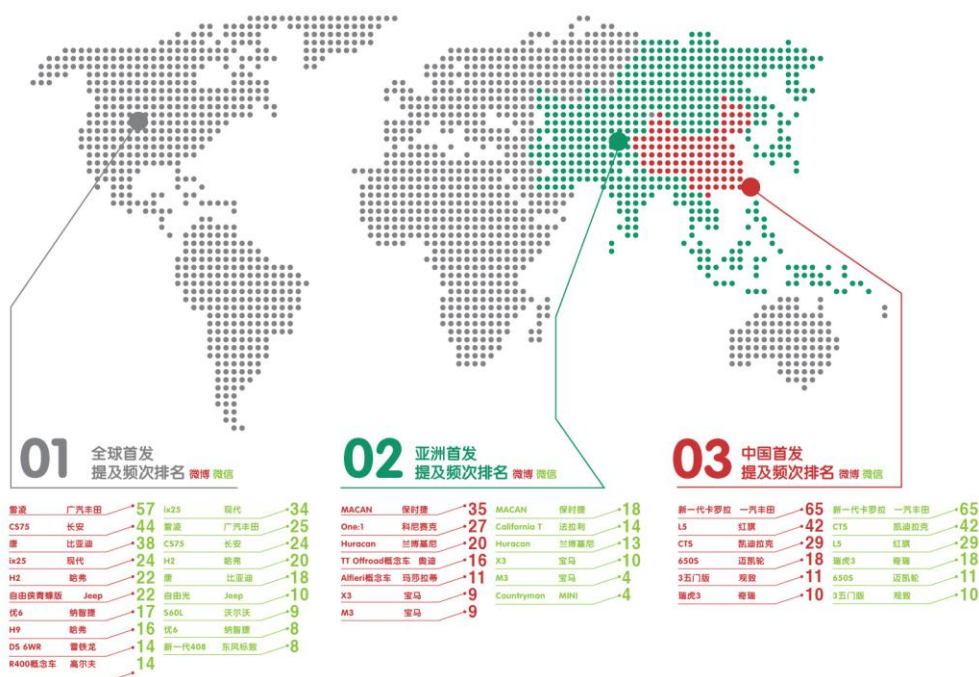 01
全球首发
提及频次排名 微博 微信
雷凌 广汽丰田 57
CS75 长安 44
唐 比亚迪 38
ix25 现代 24
H2 哈弗 22
自由侠青蜂版 Jeep 22
优6 纳智捷 17
H9 哈弗 16
DS 6WR 雪铁龙 14
R400概念车 高尔夫 14
ix25 现代 34
雷凌 广汽丰田 25
CS75 长安 24
H2 哈弗 20
唐 比亚迪 18
自由光 Jeep 10
S60L 沃尔沃 9
优6 纳智捷 8
新一代408 东风标致 8
02
亚洲首发
提及频次排名 微博 微信
MACAN 保时捷 35
One:1 科尼赛克 27
Huracan 兰博基尼 20
TT Offroad概念车 奥迪 16
Alfieri概念车 玛莎拉蒂 11
X3 宝马 9
M3 宝马 9
MACAN 保时捷 18
California T 法拉利 14
Huracan 兰博基尼 13
X3 宝马 10
M3 宝马 4
Countryman MINI 4
03
中国首发
提及频次排名 微博 微信
新一代卡罗拉 一汽丰田 65
L5 红旗 42
CTS 凯迪拉克 29
650S 迈凯轮 18
3五门版 观致 11
瑞虎3 奇瑞 10
新一代卡罗拉 一汽丰田 65
CTS 凯迪拉克 42
L5 红旗 29
瑞虎3 奇瑞 18
650S 迈凯轮 11
3五门版 观致 10